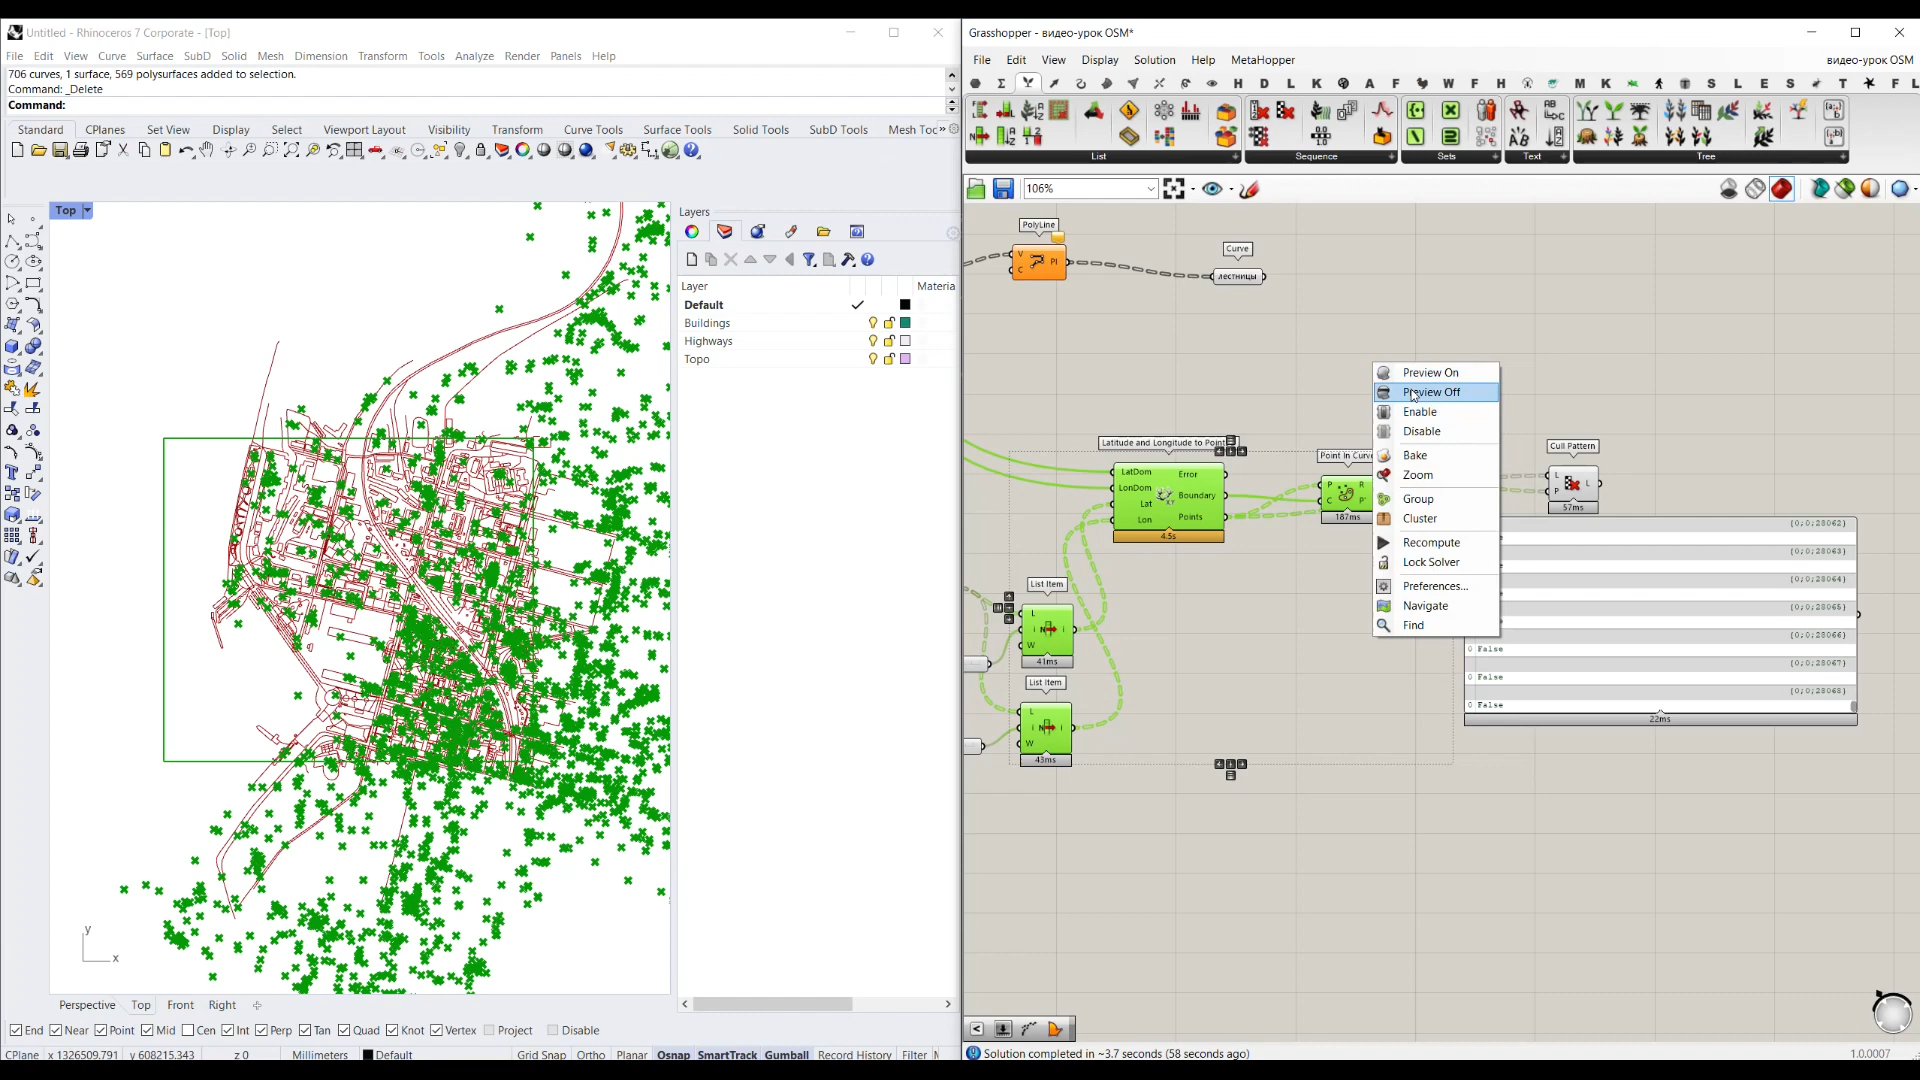 Untitled - Rhinoceros 7 Corporate - [Top]
File Edit View Curve Surface SubD Solid Mesh Dimension Transform Tools Analyze Render Panels Help
706 curves, 1 surface, 569 polysurfaces added to selection.
Command: _Delete
Command:
Standard CPlanes Set View Display Select Viewport Layout Visibility Transform Curve Tools Surface Tools Solid Tools SubD Tools Mesh Toc »
Top
y
x
Layers
Layer Materia
Default
Buildings
Highways
Topo
Perspective Top Front Right
End Near Point Mid Cen Int Perp Tan Quad Knot Vertex Project Disable
CPlane x 1326509.791 y 608215.343 z 0 Millimeters Default Grid Snap Ortho Planar Osnap SmartTrack Gumball Record History Filter M
Grasshopper - видео-урок OSM*
File Edit View Display Solution Help MetaHopper видео-урок OSM
H D L K A F F W F H M K S L E S T F L
List Sequence Sets Text Tree
106%
PolyLine
V C Pl
Curve
лестницы
Latitude and Longitude to Point
LatDom Error
LonDom Boundary
Lat
Lon Points
4.5s
Point In Curve
P R
C P'
187ms
Cull Pattern
L
P L
57ms
List Item
L
i i
W
41ms
List Item
L
i i
W
43ms
Preview On
Preview Off
Enable
Disable
Bake
Zoom
Group
Cluster
Recompute
Lock Solver
Preferences...
Navigate
Find
{0;0;28062}
{0;0;28063}
{0;0;28064}
{0;0;28065}
{0;0;28066}
0 False
{0;0;28067}
0 False
{0;0;28068}
0 False
22ms
Solution completed in ~3.7 seconds (58 seconds ago)
1.0.0007